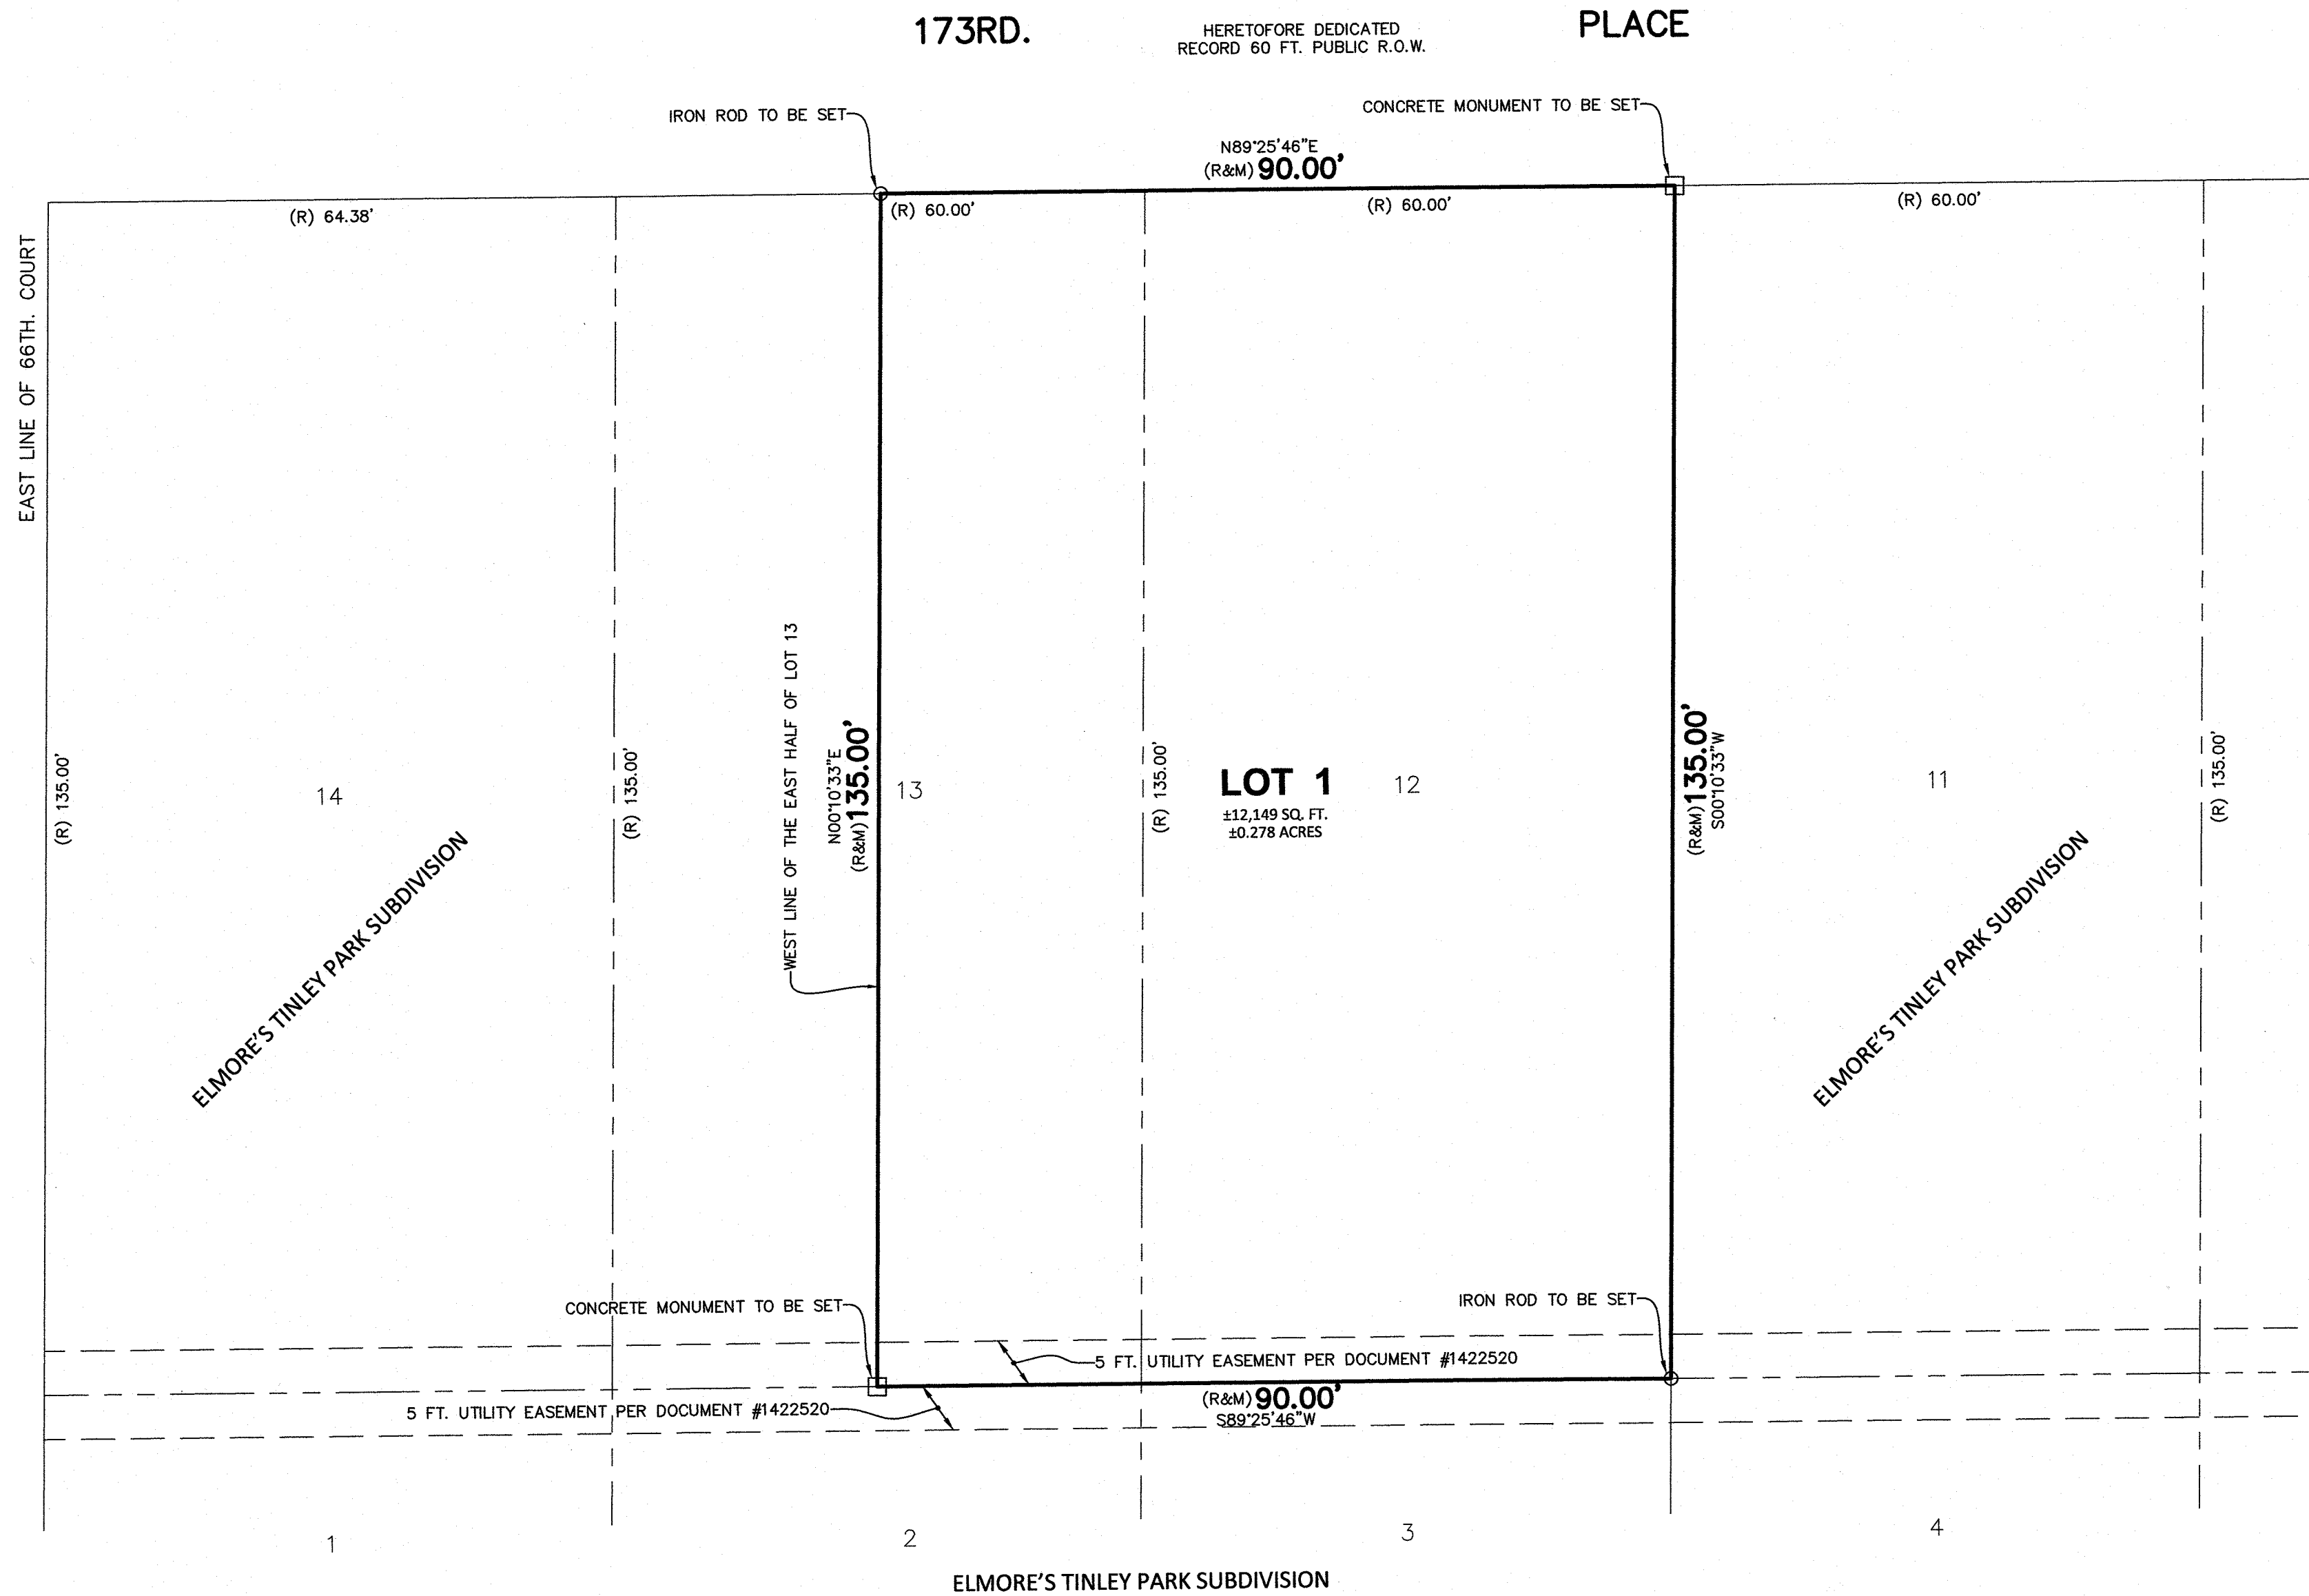 173RD.
HERETOFORE DEDICATED
RECORD 60 FT. PUBLIC R.O.W.
PLACE
IRON ROD TO BE SET
CONCRETE MONUMENT TO BE SET
N89°25'46"E
(R&M) 90.00'
(R) 64.38'
(R) 60.00'
(R) 60.00'
(R) 60.00'
EAST LINE OF 66TH. COURT
WEST LINE OF THE EAST HALF OF LOT 13
(R) 135.00'
14
(R) 135.00'
N00°10'33"E
(R&M) 135.00'
13
(R) 135.00'
LOT 1
±12,149 SQ. FT.
±0.278 ACRES
12
(R&M) 135.00'
S00°10'33"W
11
(R) 135.00'
ELMORE'S TINLEY PARK SUBDIVISION
ELMORE'S TINLEY PARK SUBDIVISION
CONCRETE MONUMENT TO BE SET
IRON ROD TO BE SET
5 FT. UTILITY EASEMENT PER DOCUMENT #1422520
(R&M) 90.00'
S89°25'46"W
5 FT. UTILITY EASEMENT PER DOCUMENT #1422520
1
2
3
4
ELMORE'S TINLEY PARK SUBDIVISION